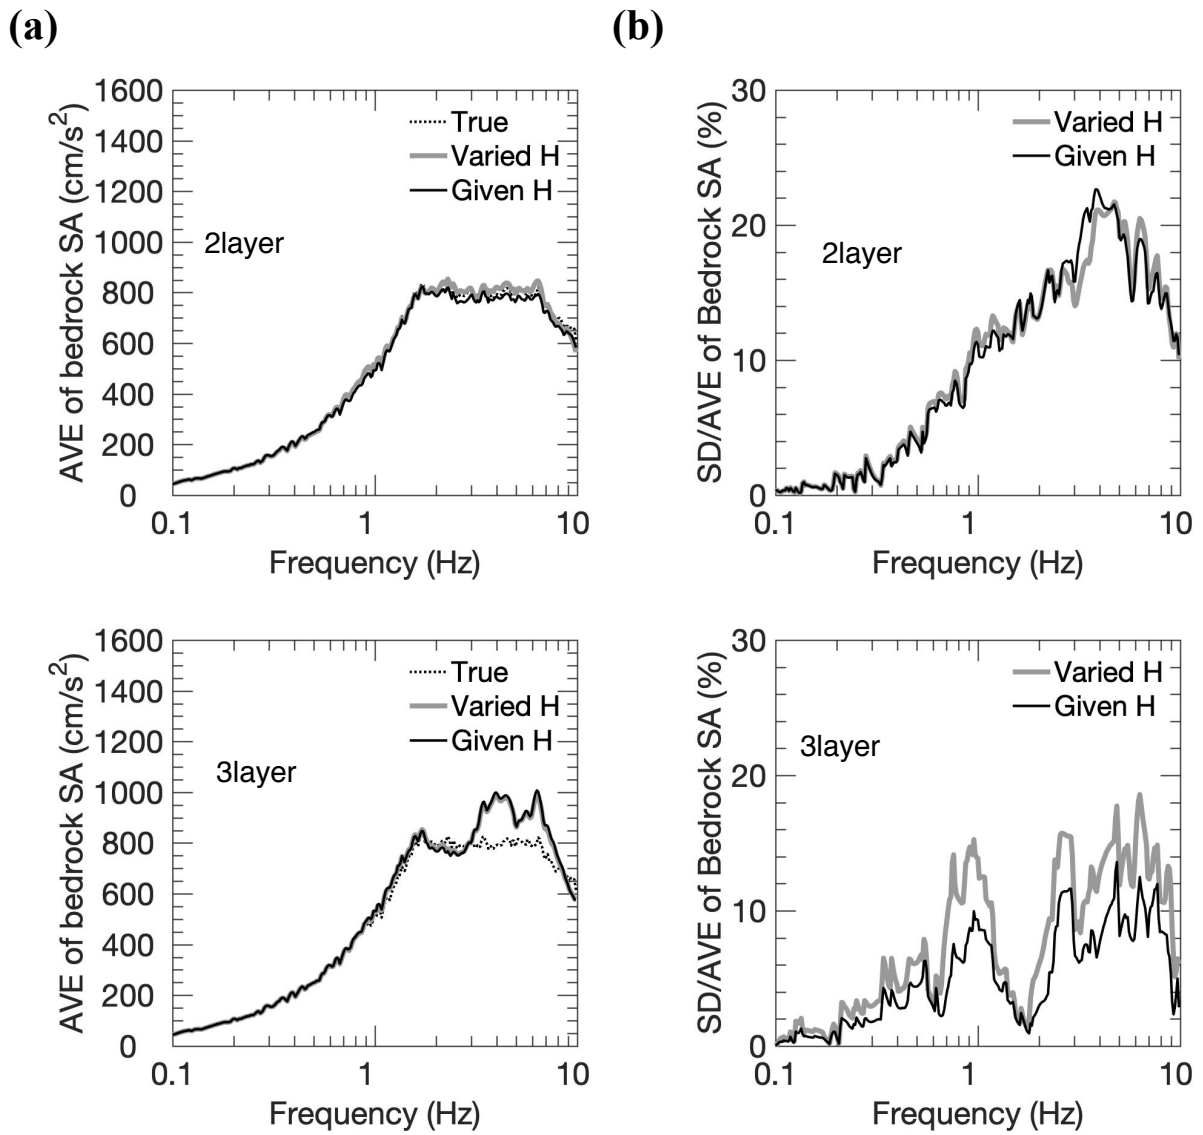 (a)
(b)
1600
1400
1200
1000
800
600
400
200
0
AVE of bedrock SA (cm/s²)
True
Varied H
Given H
2layer
0.1
1
10
Frequency (Hz)
30
20
10
0
SD/AVE of Bedrock SA (%)
Varied H
Given H
2layer
0.1
1
10
Frequency (Hz)
1600
1400
1200
1000
800
600
400
200
0
AVE of bedrock SA (cm/s²)
True
Varied H
Given H
3layer
0.1
1
10
Frequency (Hz)
30
20
10
0
SD/AVE of Bedrock SA (%)
Varied H
Given H
3layer
0.1
1
10
Frequency (Hz)